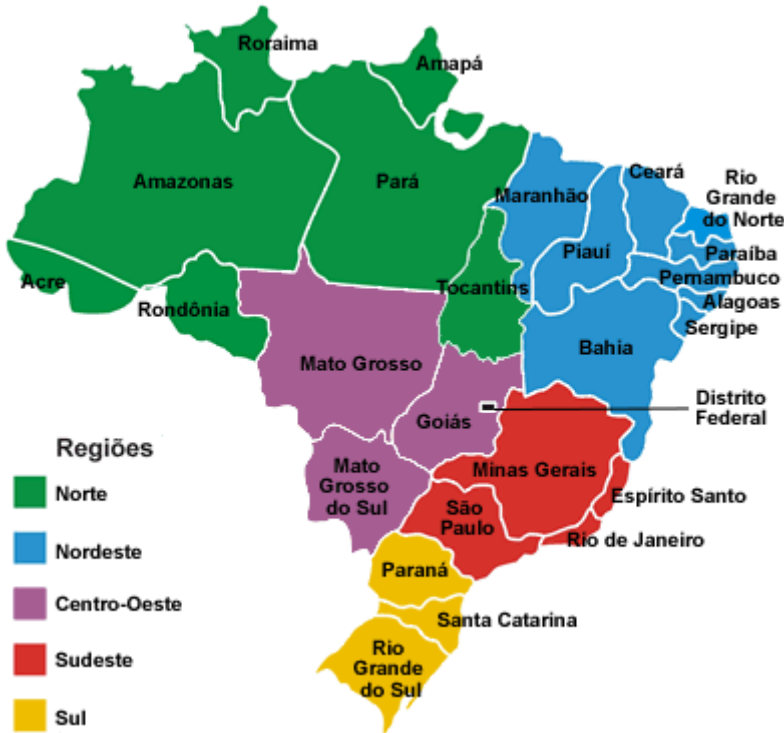 Roraima
Amapá
Amazonas
Pará
Maranhão
Ceará
Rio
Grande
do Norte
Piauí
Paraíba
Pernambuco
Acre
Rondônia
Tocantins
Alagoas
Sergipe
Bahia
Mato Grosso
Goiás
Distrito
Federal
Mato
Grosso
do Sul
Minas Gerais
Espírito Santo
São
Paulo
Rio de Janeiro
Paraná
Santa Catarina
Rio
Grande
do Sul
Regiões
Norte
Nordeste
Centro-Oeste
Sudeste
Sul